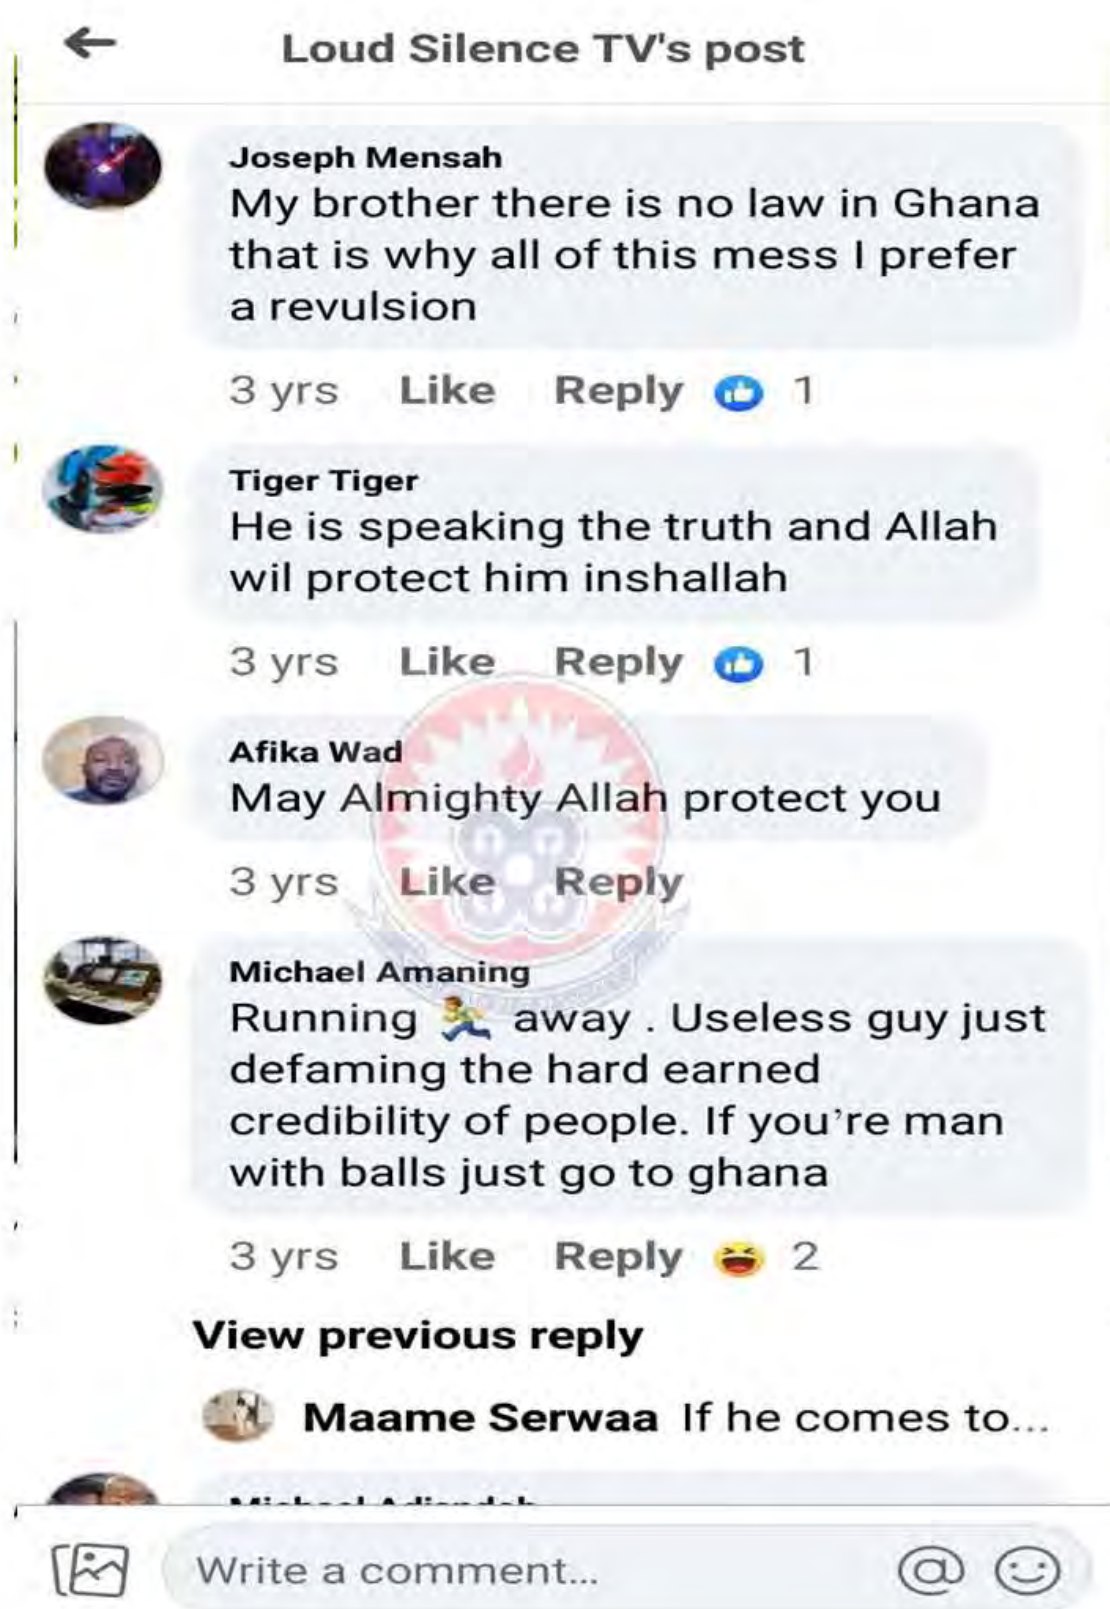 Loud Silence TV's post
Joseph Mensah
My brother there is no law in Ghana
that is why all of this mess I prefer
a revulsion
3 yrs Like Reply 1
Tiger Tiger
He is speaking the truth and Allah
wil protect him inshallah
3 yrs Like Reply 1
Afika Wad
May Almighty Allah protect you
3 yrs Like Reply
Michael Amaning
Running 🏃 away . Useless guy just
defaming the hard earned
credibility of people. If you’re man
with balls just go to ghana
3 yrs Like Reply 2
View previous reply
Maame Serwaa If he comes to...
Michael
Write a comment...